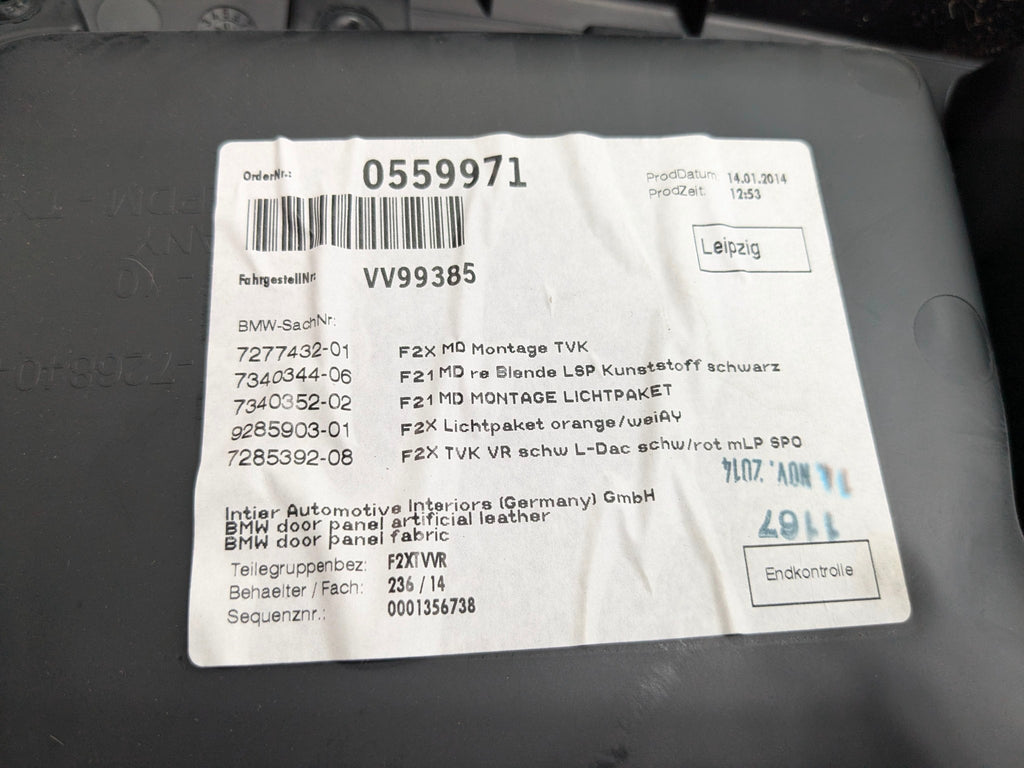 OrderNr.: 0559971
ProdDatum 14.01.2014
ProdZeit: 12:53
Leipzig
FahrgestellNr: VV99385
BMW-SachNr:
7277432-01 F2X MD Montage TVK
7340344-06 F21 MD re Blende LSP Kunststoff schwarz
7340352-02 F21 MD MONTAGE LICHTPAKET
9285903-01 F2X Lichtpaket orange/weiAY
7285392-08 F2X TVK VR schw L-Dac schw/rot mLP SPO
NOV. 2014
1167
Intier Automotive Interiors (Germany) GmbH
BMW door panel artificial leather
BMW door panel fabric
Teilegruppenbez: F2XTVVR
Behaelter / Fach: 236 / 14
Sequenznr.: 0001356738
Endkontrolle